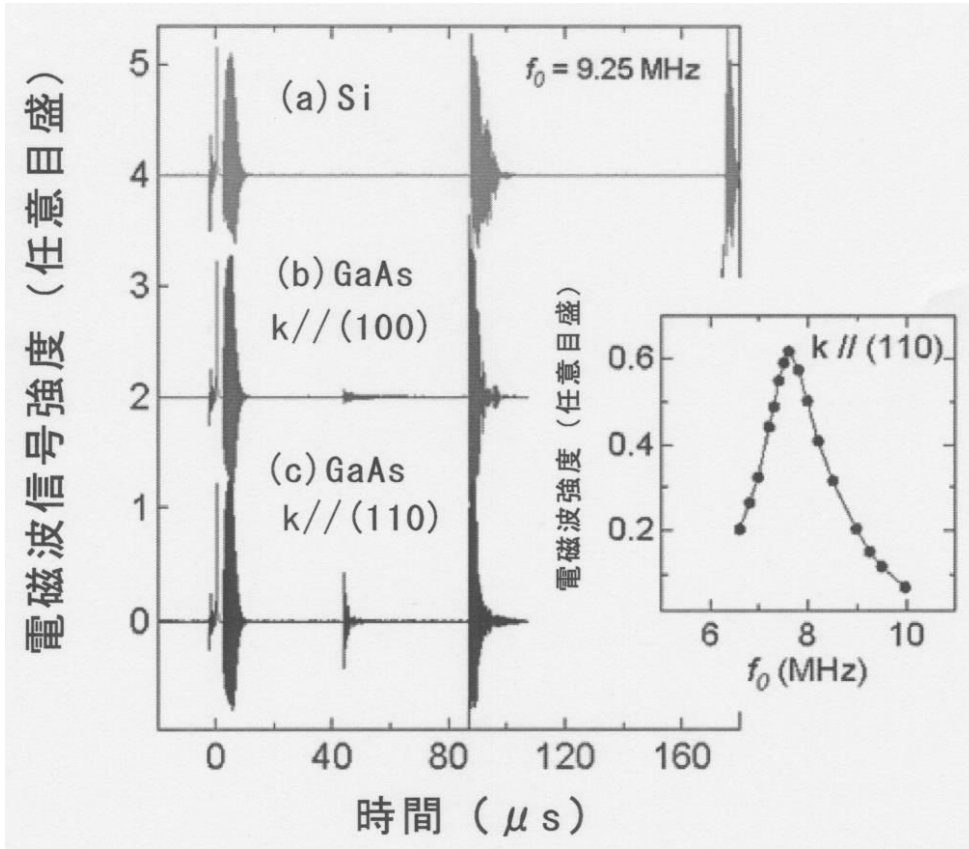 電磁波信号強度（任意目盛）
5
4
3
2
1
0
(a)Si
f0 = 9.25 MHz
(b)GaAs
k//(100)
(c)GaAs
k//(110)
0 40 80 120 160
時間（μs）
電磁波強度（任意目盛）
0.6
0.4
0.2
k // (110)
6 8 10
f0 (MHz)